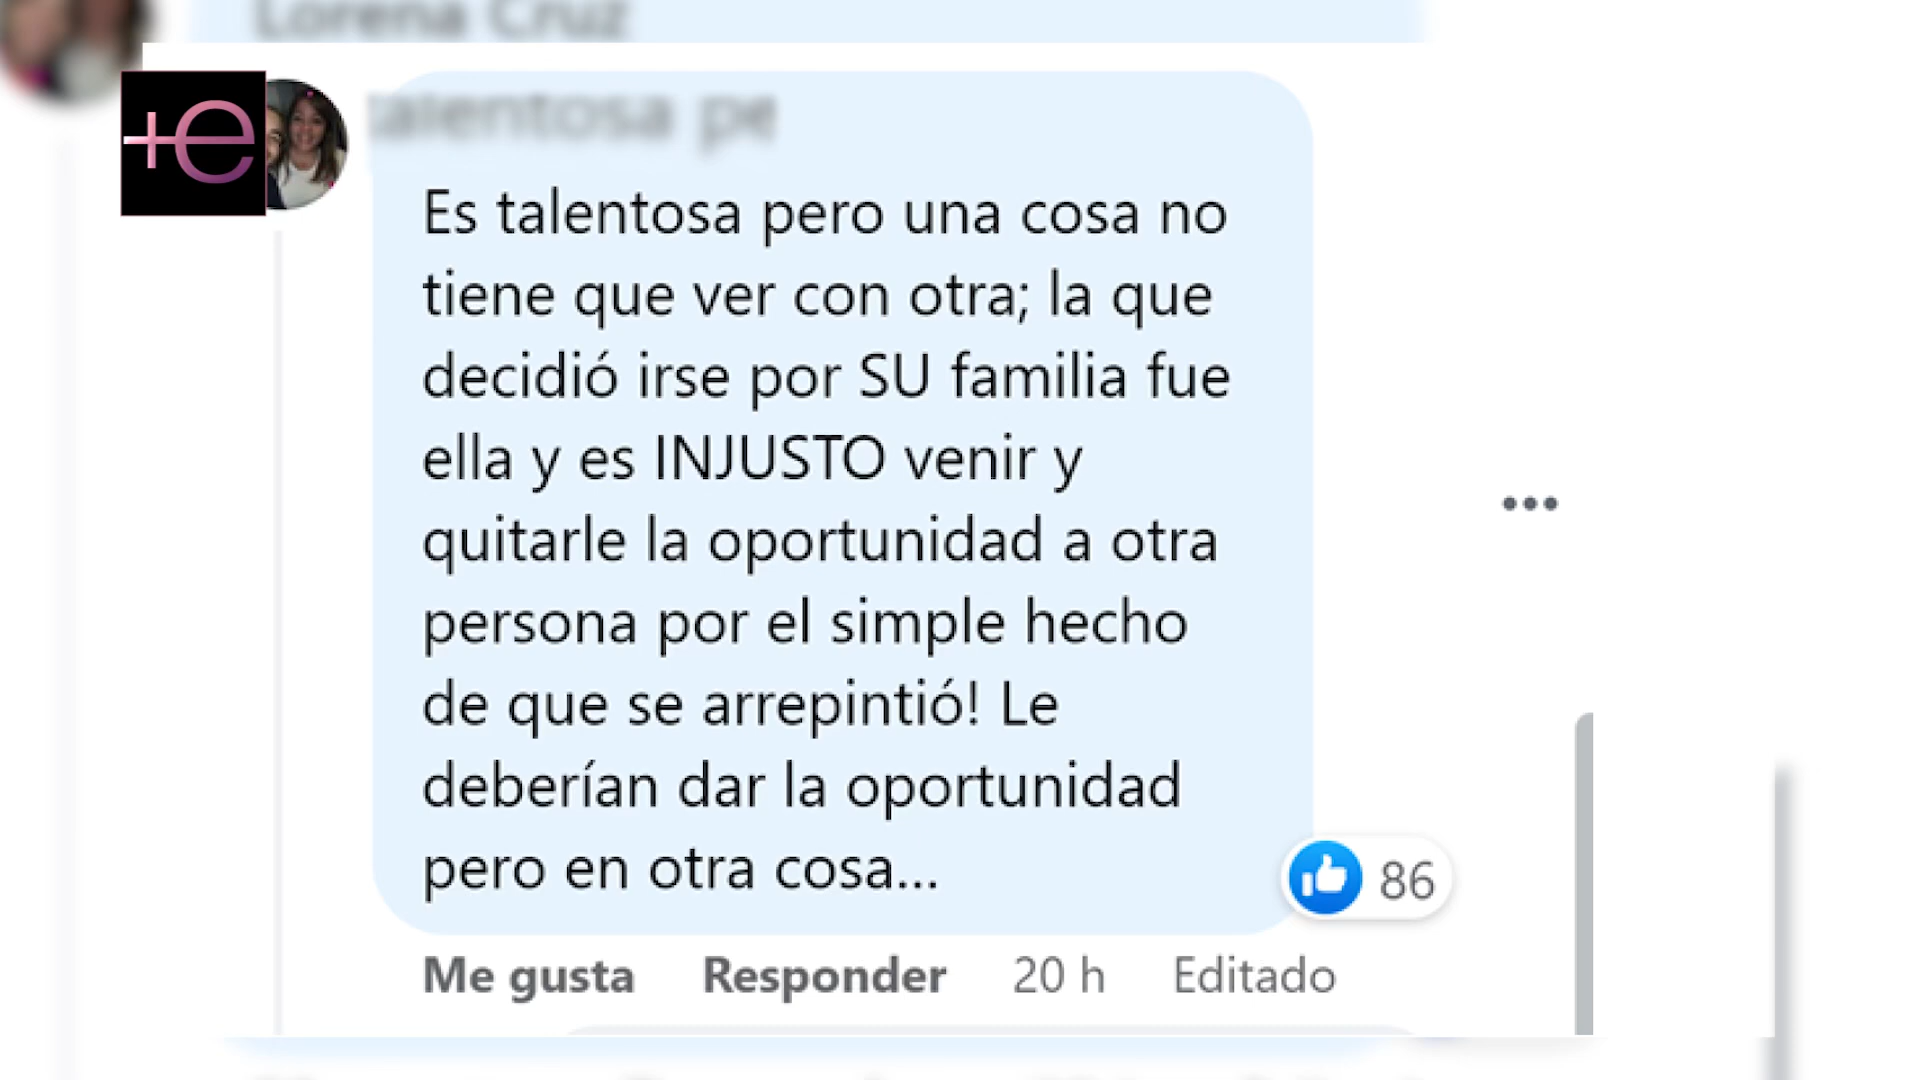 Lorena Cruz
+e
talentosa pe
Es talentosa pero una cosa no
tiene que ver con otra; la que
decidió irse por SU familia fue
ella y es INJUSTO venir y
quitarle la oportunidad a otra
persona por el simple hecho
de que se arrepintió! Le
deberían dar la oportunidad
pero en otra cosa...
86
Me gusta Responder 20 h Editado